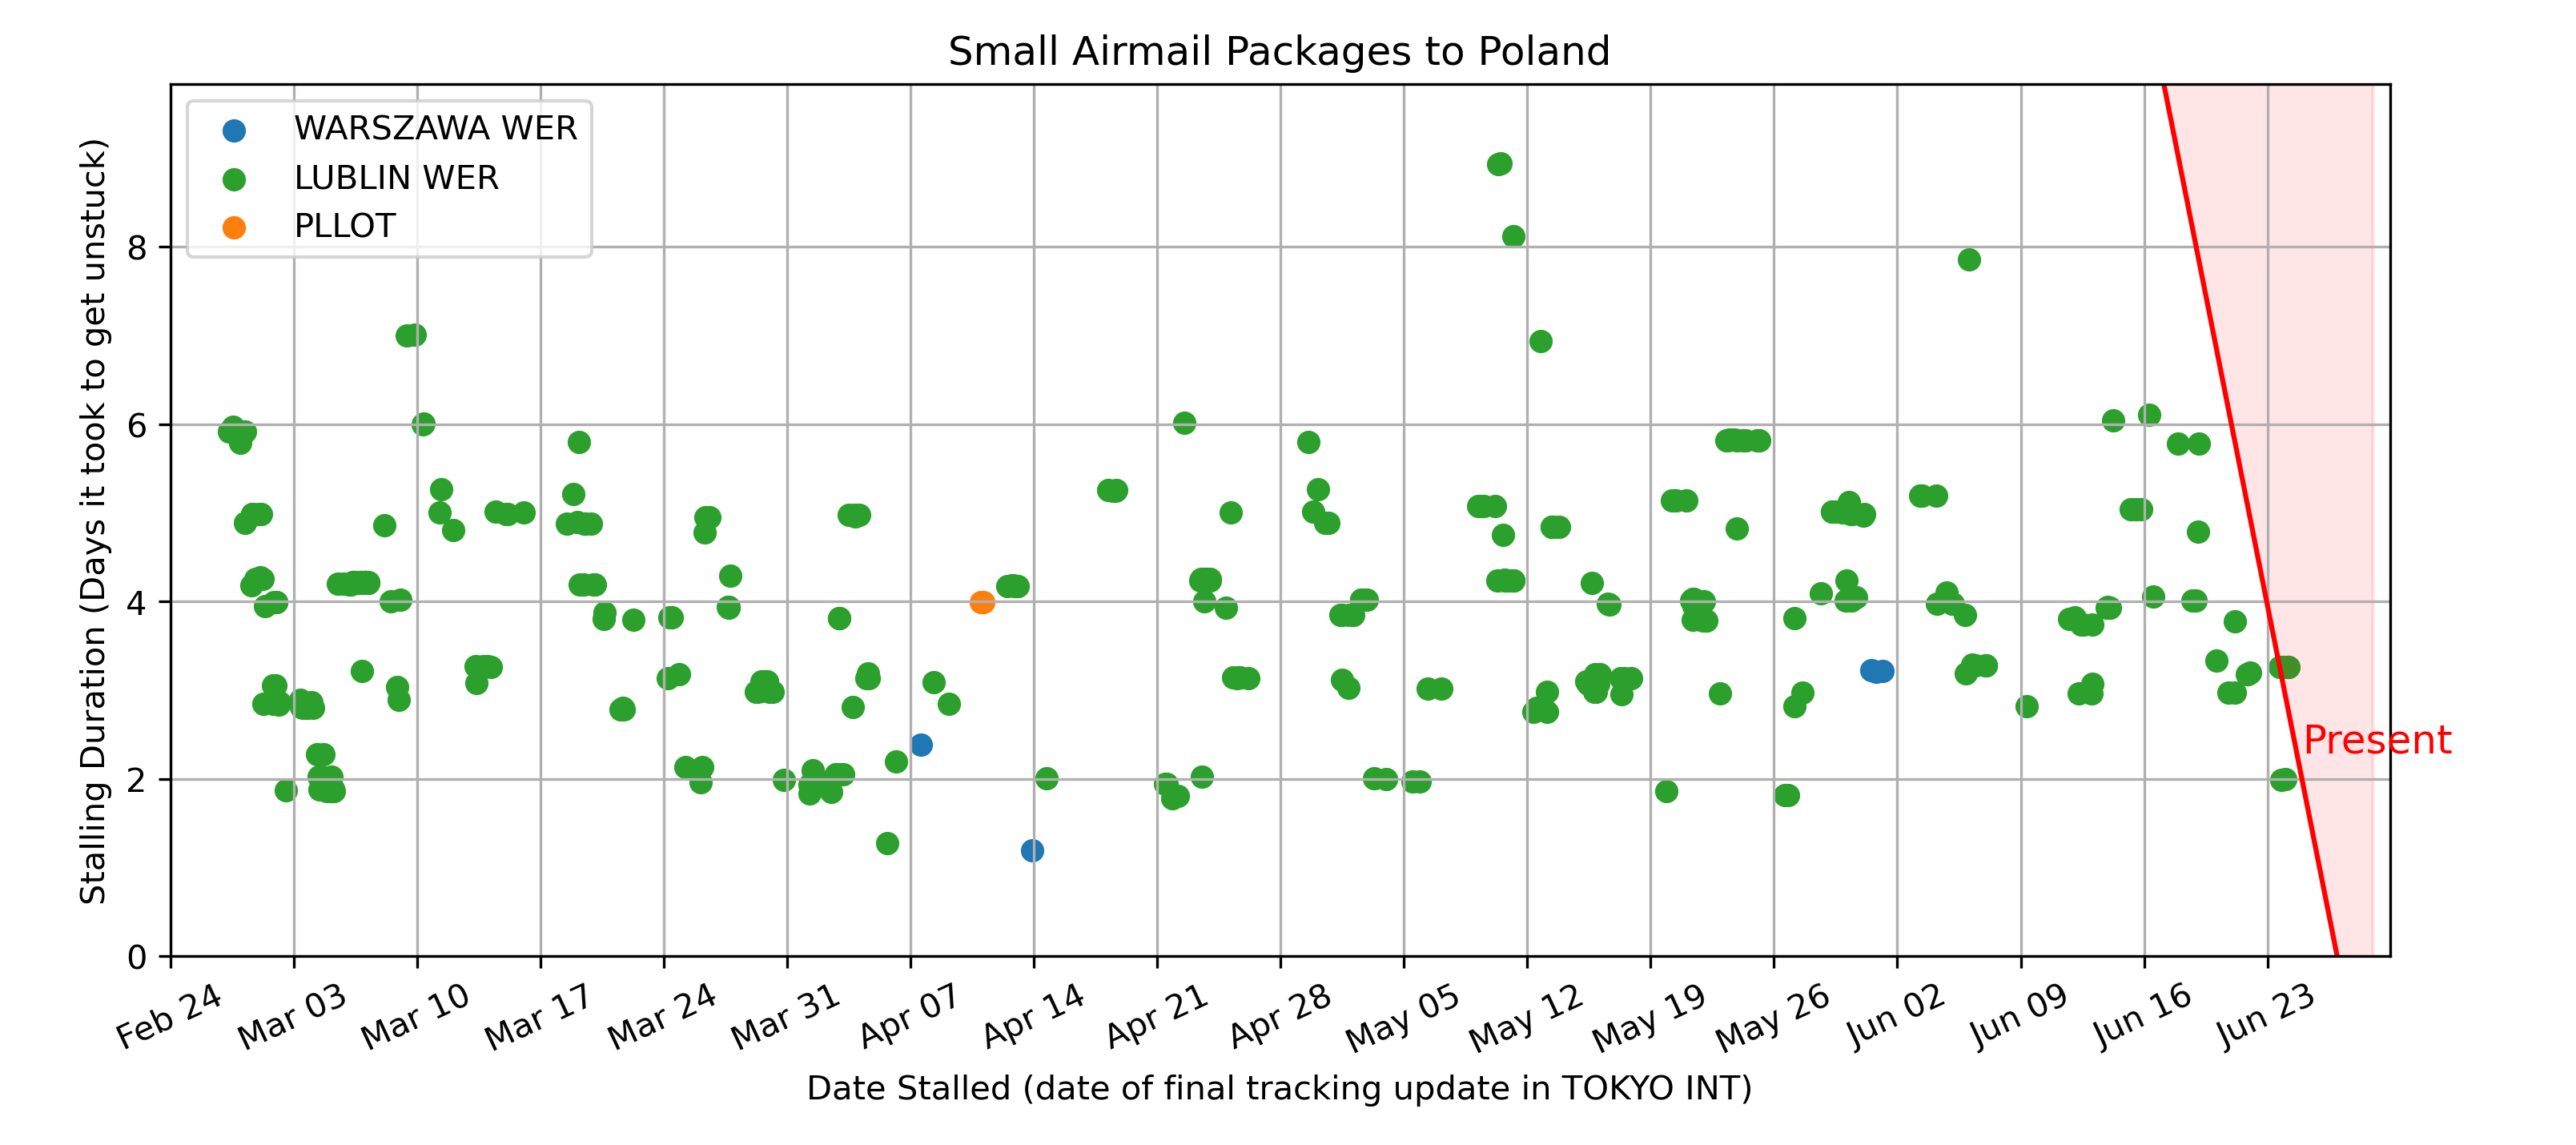 Small Airmail Packages to Poland
WARSZAWA WER
LUBLIN WER
PLLOT
Stalling Duration (Days it took to get unstuck)
8
6
4
2
0
Present
Feb 24
Mar 03
Mar 10
Mar 17
Mar 24
Mar 31
Apr 07
Apr 14
Apr 21
Apr 28
May 05
May 12
May 19
May 26
Jun 02
Jun 09
Jun 16
Jun 23
Date Stalled (date of final tracking update in TOKYO INT)